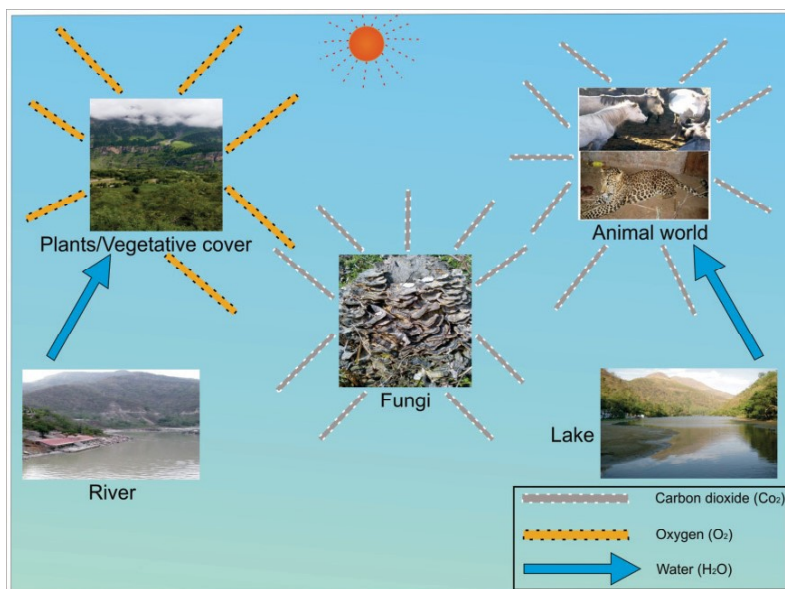 Plants/Vegetative cover
Animal world
Fungi
River
Lake
Carbon dioxide (Co₂)
Oxygen (O₂)
Water (H₂O)